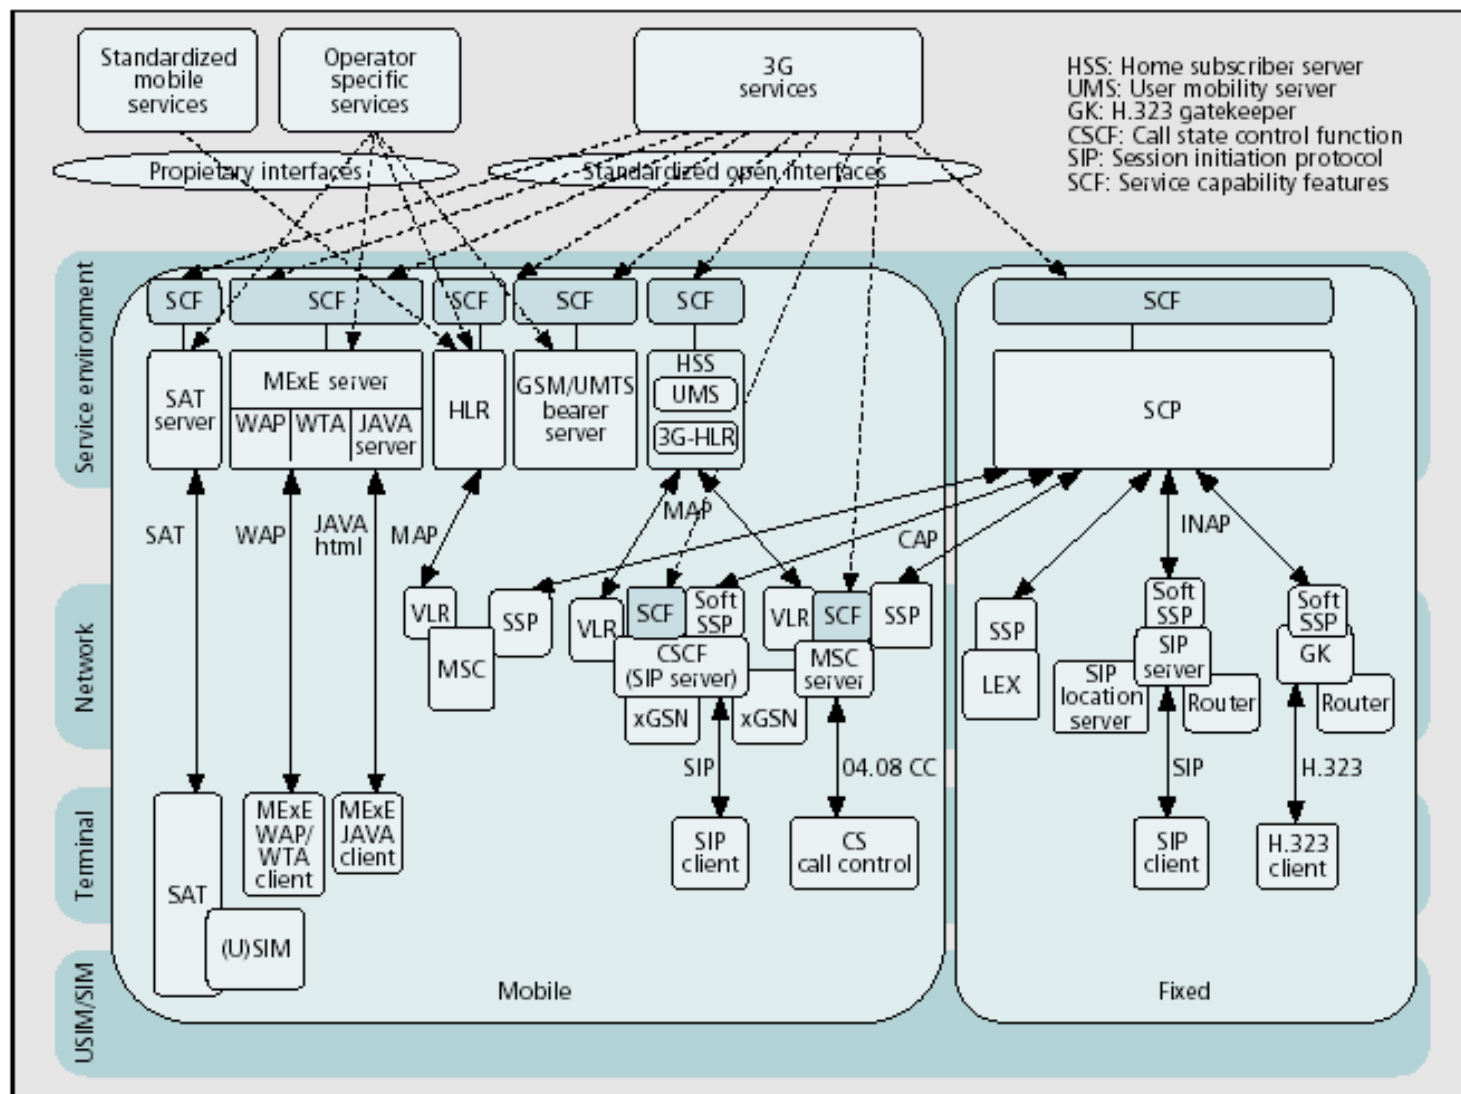 Standardized
mobile
services
Operator
specific
services
3G
services
HSS: Home subscriber server
UMS: User mobility server
GK: H.323 gatekeeper
CSCF: Call state control function
SIP: Session initiation protocol
SCF: Service capability features
Propietary interfaces
Standardized open interfaces
Service environment
SCF
SCF
SCF
SCF
SCF
SCF
SAT
server
MExE server
WAP
WTA
JAVA
server
HLR
GSM/UMTS
bearer
server
HSS
UMS
3G-HLR
SCP
SAT
WAP
JAVA
html
MAP
MAP
CAP
INAP
Network
VLR
MSC
SSP
VLR
SCF
Soft
SSP
CSCF
(SIP server)
xGSN
xGSN
VLR
SCF
SSP
MSC
server
SSP
LEX
Soft
SSP
SIP
server
SIP
location
server
Router
Soft
SSP
GK
Router
SIP
04.08 CC
SIP
H.323
Terminal
SAT
MExE
WAP/
WTA
client
MExE
JAVA
client
SIP
client
CS
call control
SIP
client
H.323
client
(U)SIM
USIM/SIM
Mobile
Fixed